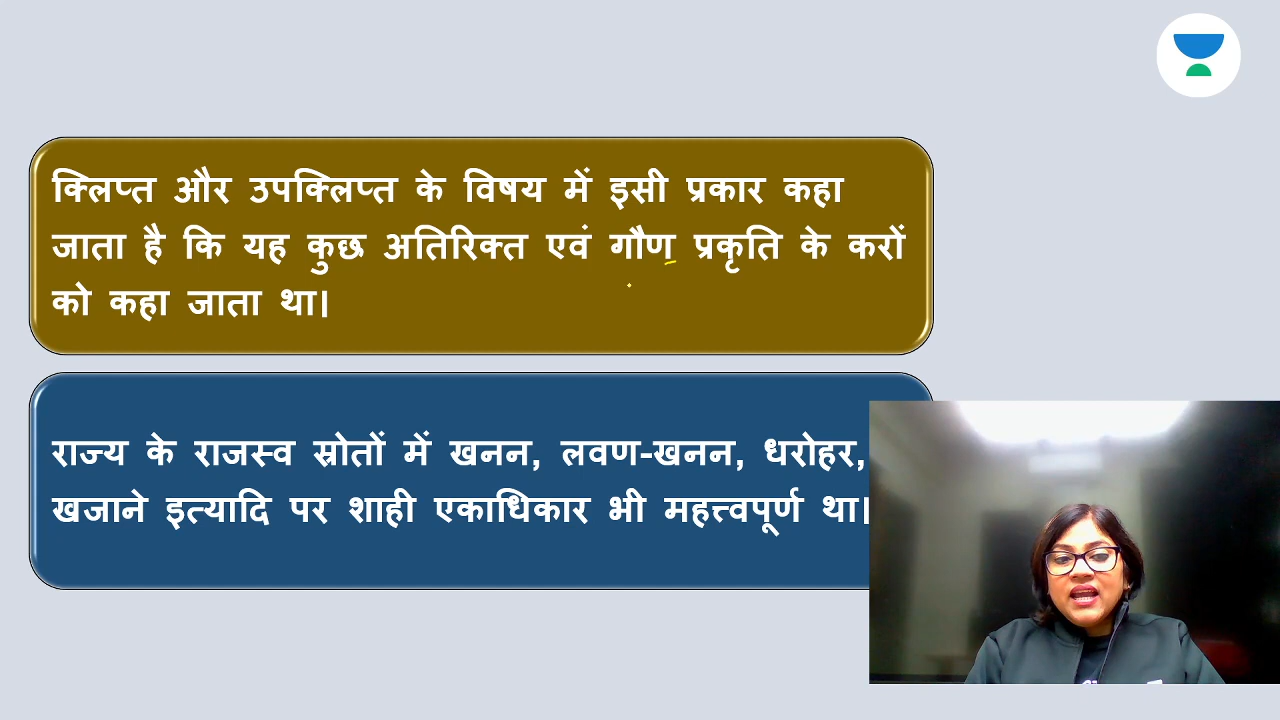 क्लिप्त और उपक्लिप्त के विषय में इसी प्रकार कहा
जाता है कि यह कुछ अतिरिक्त एवं गौण प्रकृति के करों
को कहा जाता था।
राज्य के राजस्व स्रोतों में खनन, लवण-खनन, धरोहर,
खजाने इत्यादि पर शाही एकाधिकार भी महत्त्वपूर्ण था।